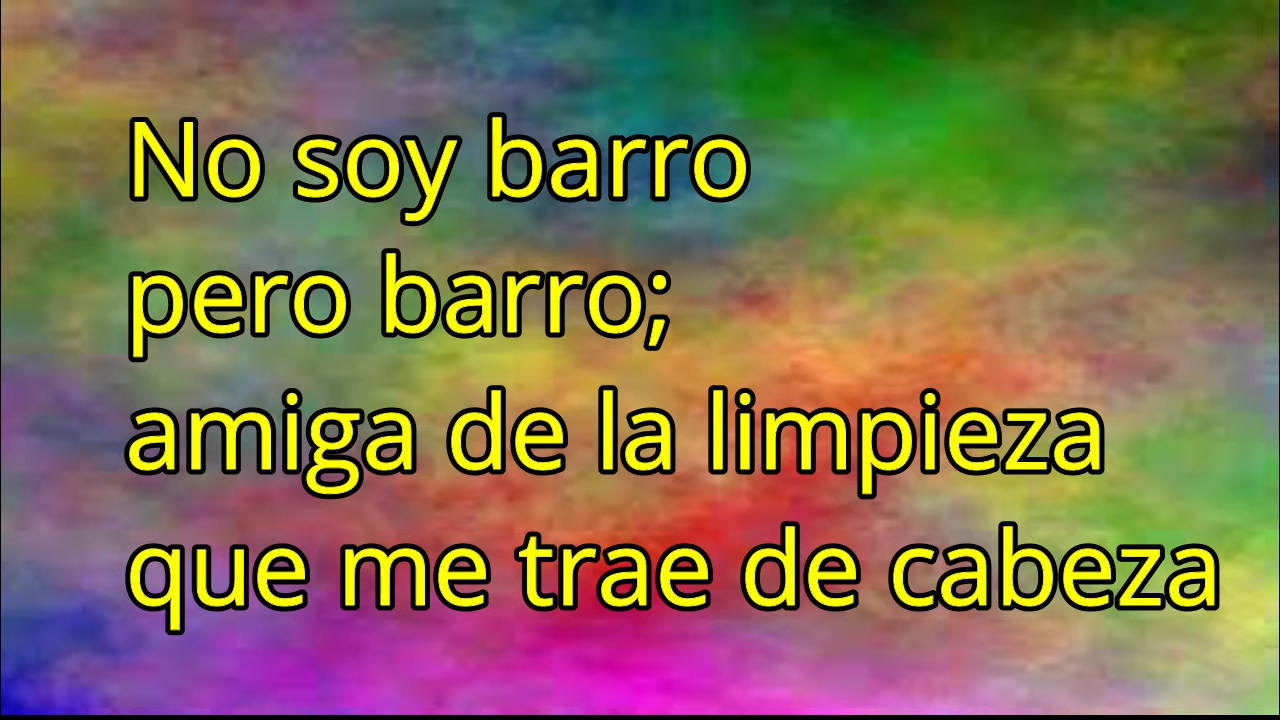 No soy barro
pero barro;
amiga de la limpieza
que me trae de cabeza